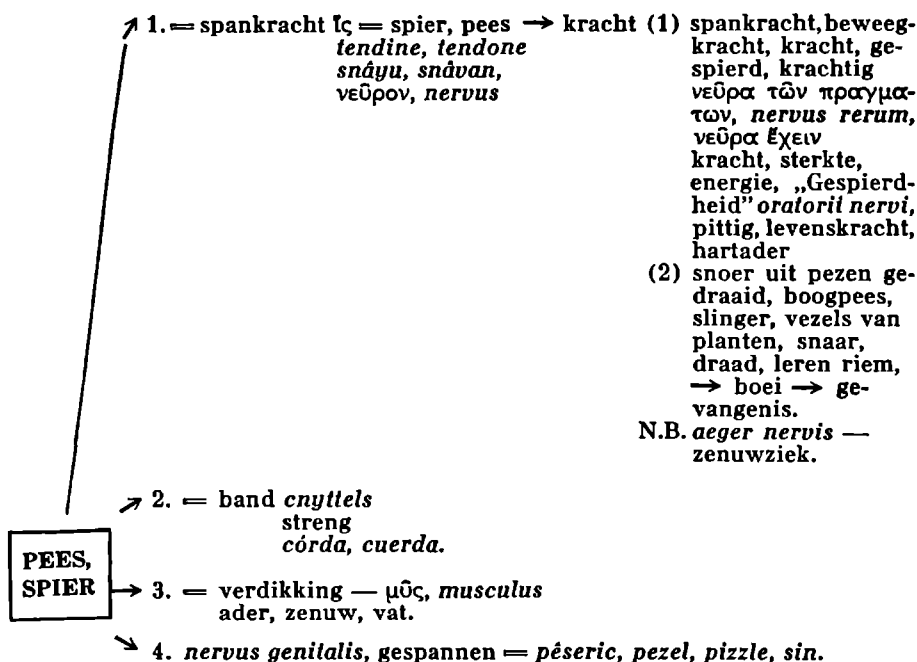 1. = spankracht ἴς = spier, pees → kracht (1) spankracht, beweeg-
tendine, tendone kracht, kracht, ge-
snâyu, snâvan, spierd, krachtig
νεῦρον, nervus νεῦρα τῶν πραγμα-
των, nervus rerum,
νεῦρα ἔχειν
kracht, sterkte,
energie, „Gespierd-
heid” oratorii nervi,
pittig, levenskracht,
hartader
(2) snoer uit pezen ge-
draaid, boogpees,
slinger, vezels van
planten, snaar,
draad, leren riem,
→ boei → ge-
vangenis.
N.B. aeger nervis —
zenuwziek.
2. = band cnyttels
streng
córda, cuerda.
PEES,
SPIER
3. = verdikking — μῦς, musculus
ader, zenuw, vat.
4. nervus genitalis, gespannen = pêseric, pezel, pizzle, sin.